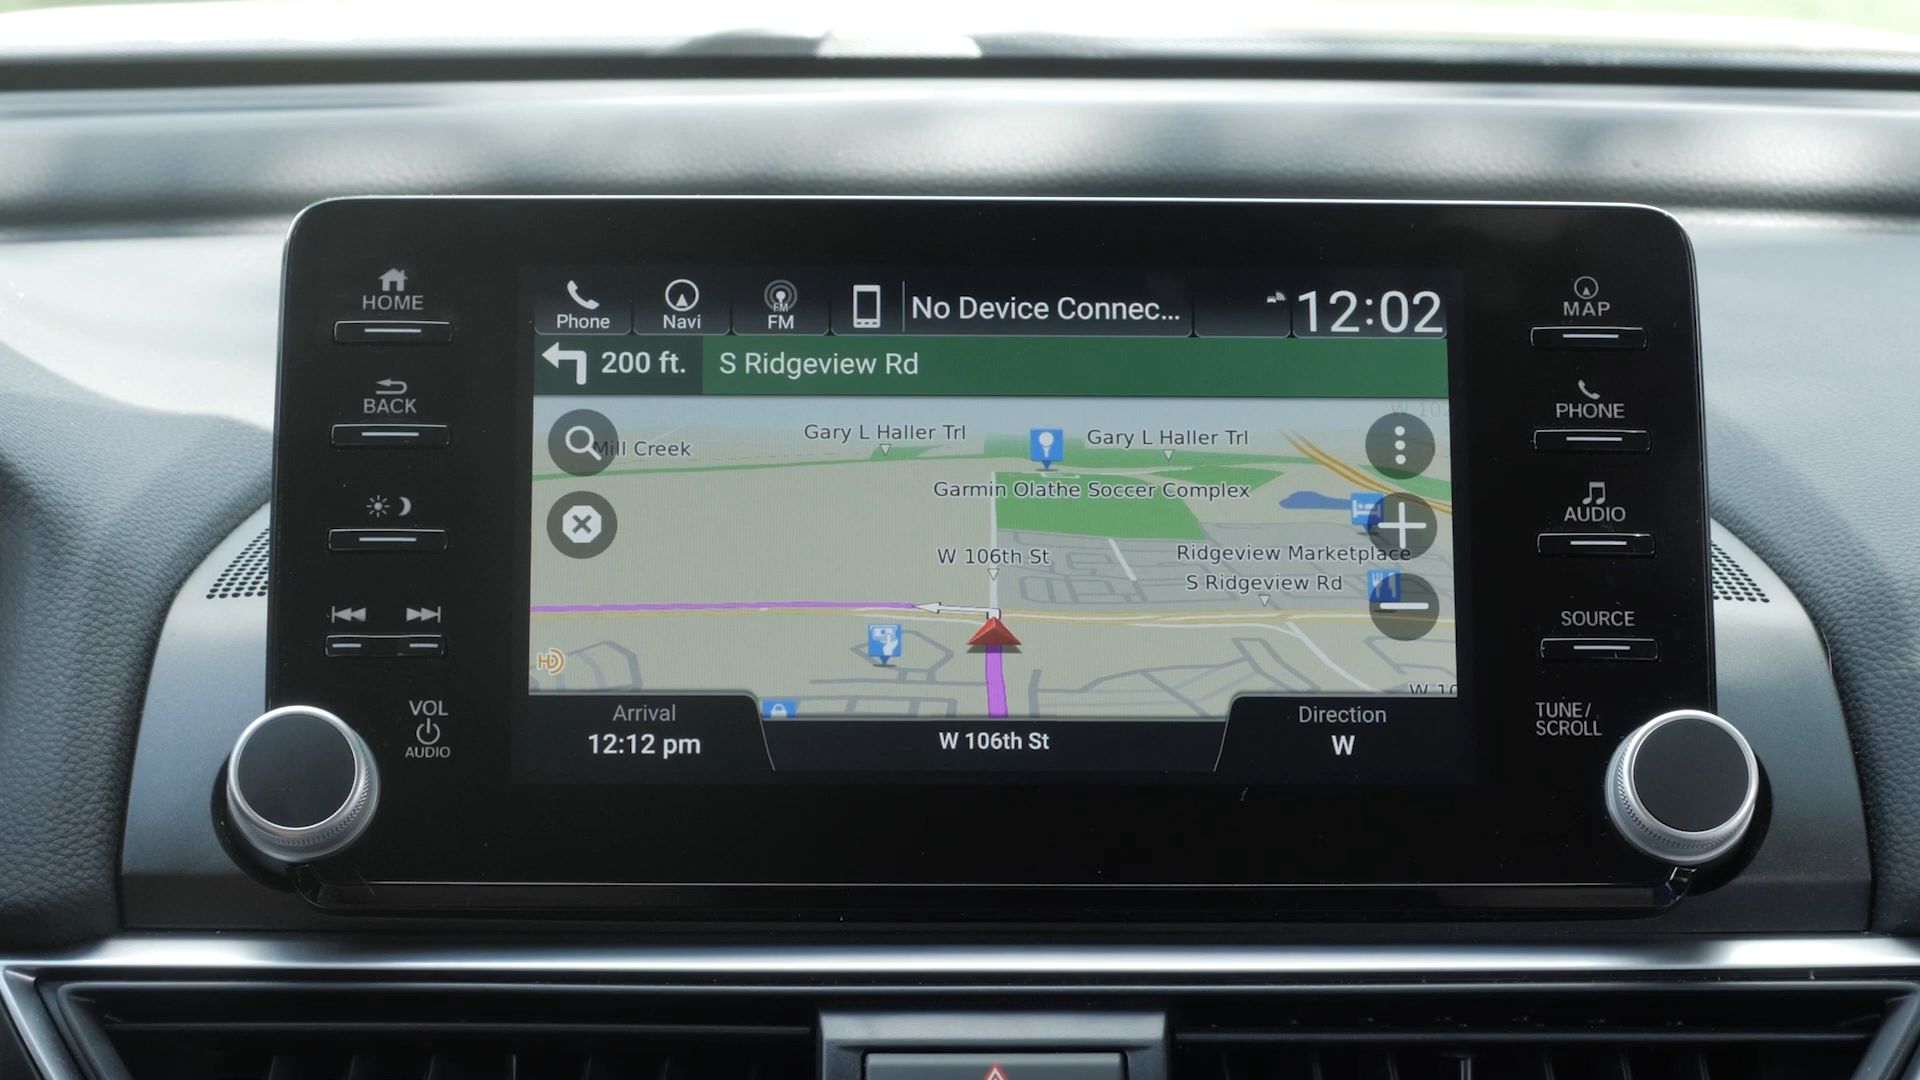 HOME
BACK
VOL
AUDIO
Phone
Navi
FM
FM
No Device Connec...
12:02
200 ft.
S Ridgeview Rd
Mill Creek
Gary L Haller Trl
Gary L Haller Trl
Garmin Olathe Soccer Complex
W 106th St
Ridgeview Marketplace
S Ridgeview Rd
HD
Arrival
12:12 pm
W 106th St
Direction
W
MAP
PHONE
AUDIO
SOURCE
TUNE/
SCROLL